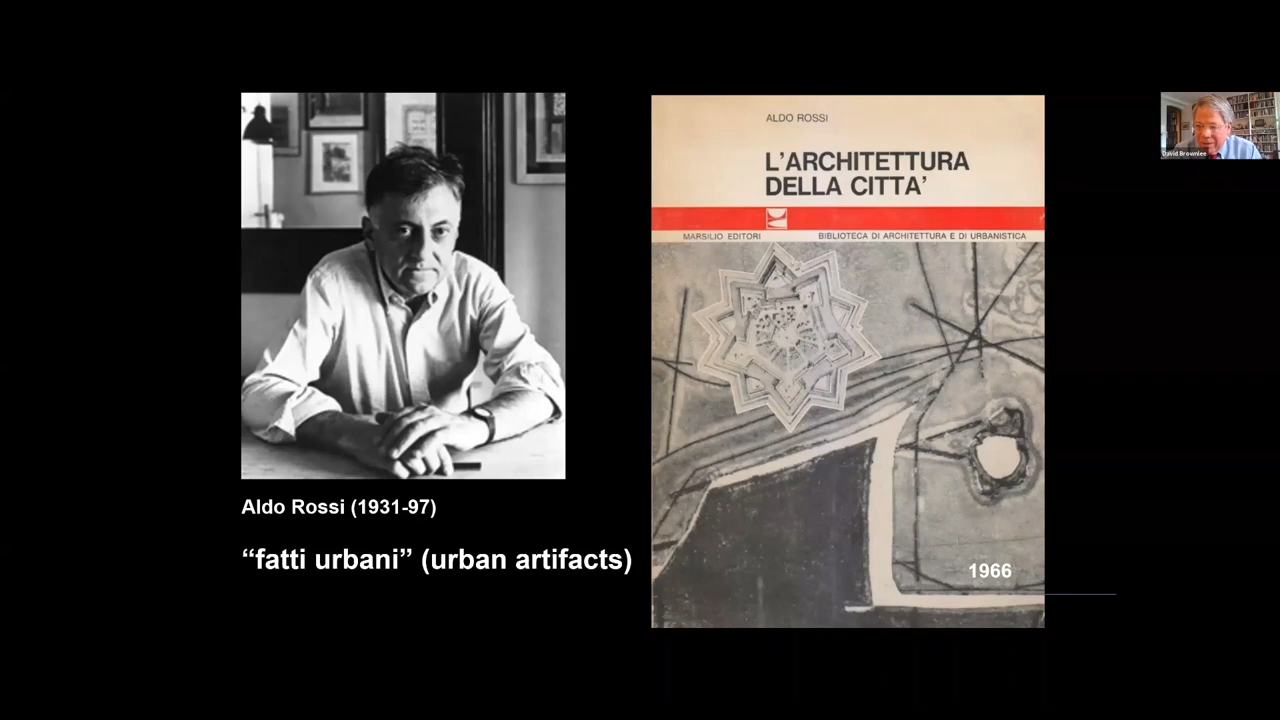 ALDO ROSSI
L'ARCHITETTURA
DELLA CITTA'
MARSILIO EDITORI BIBLIOTECA DI ARCHITETTURA E DI URBANISTICA
1966
Aldo Rossi (1931-97)
“fatti urbani” (urban artifacts)
David Brownlee